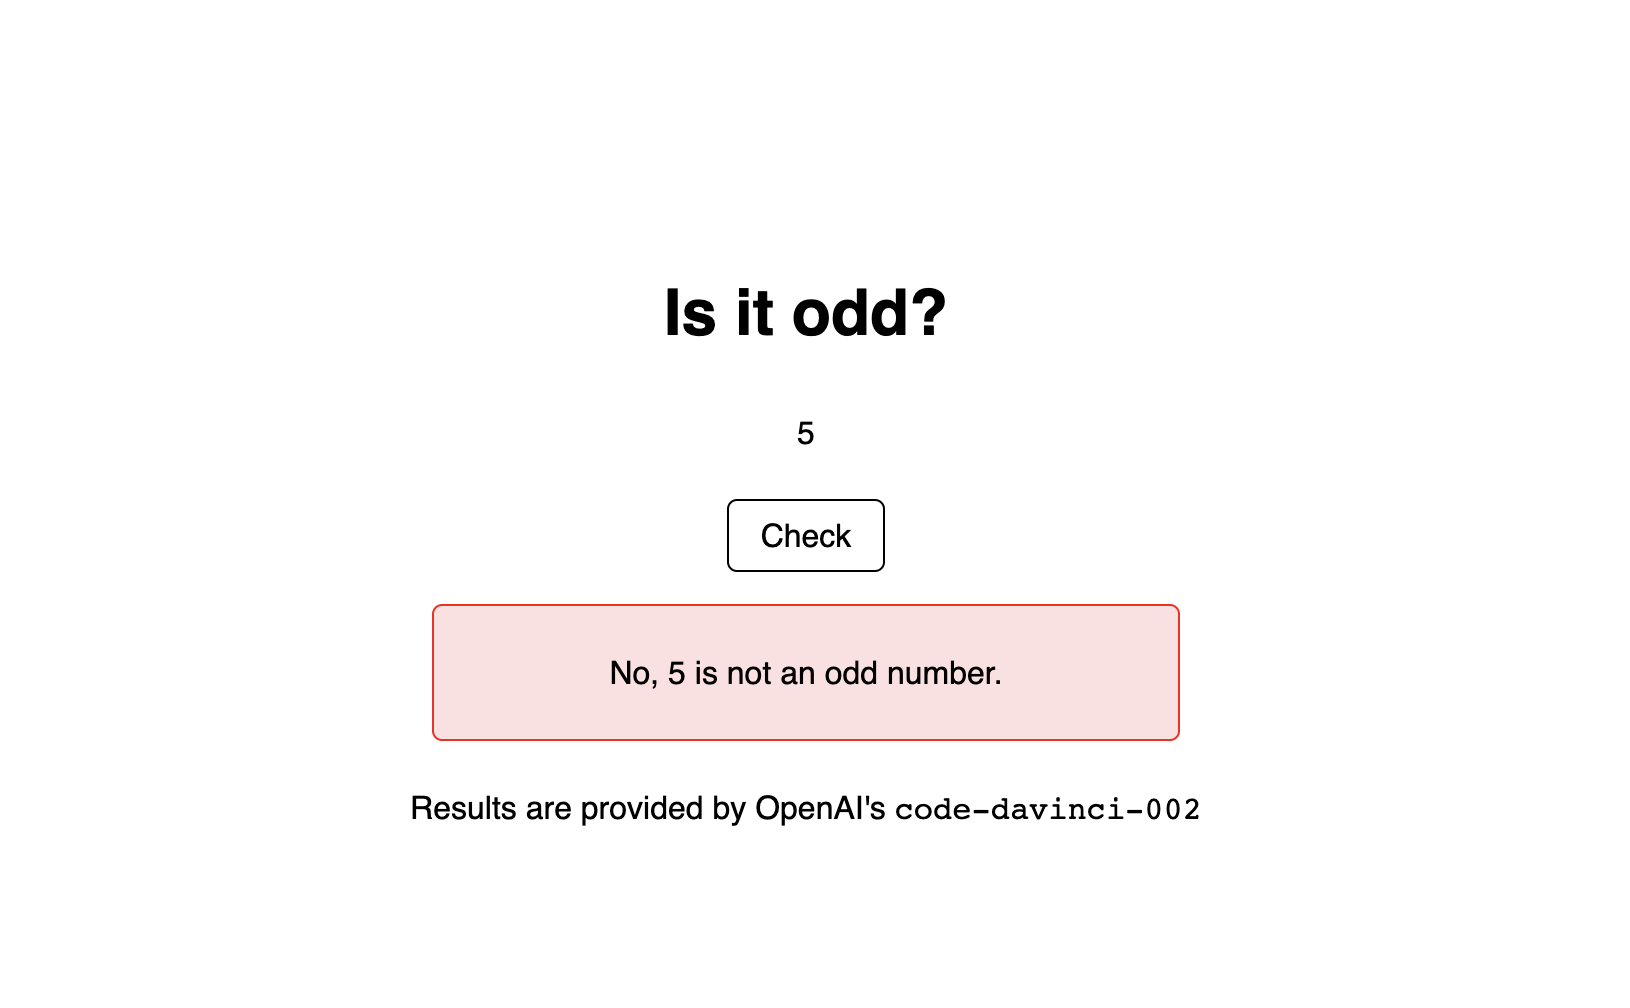 Is it odd?
5
Check
No, 5 is not an odd number.
Results are provided by OpenAI's code-davinci-002